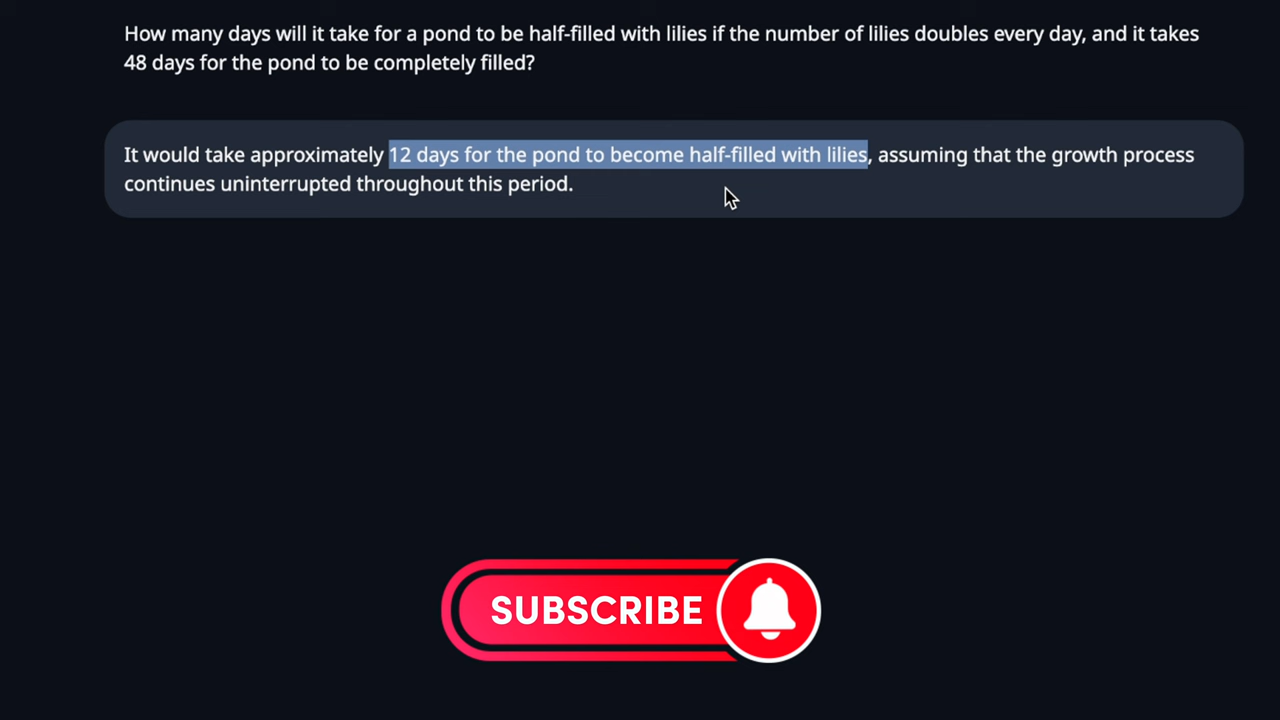 How many days will it take for a pond to be half-filled with lilies if the number of lilies doubles every day, and it takes
48 days for the pond to be completely filled?
It would take approximately 12 days for the pond to become half-filled with lilies, assuming that the growth process
continues uninterrupted throughout this period.
SUBSCRIBE